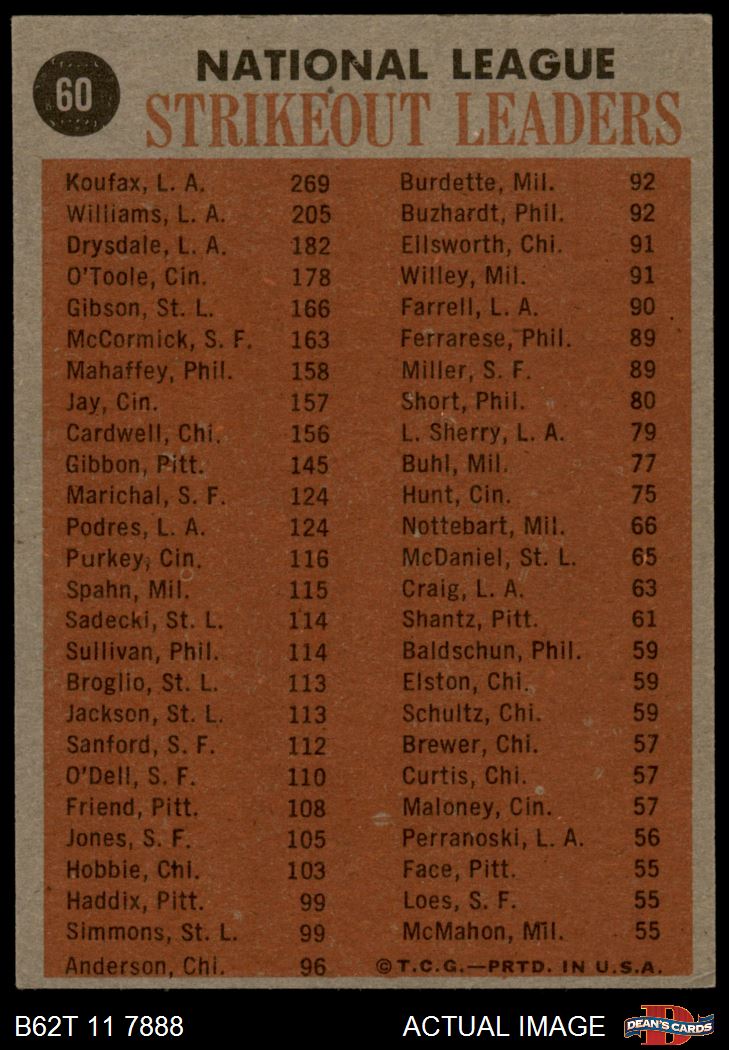 60
NATIONAL LEAGUE
STRIKEOUT LEADERS
Koufax, L. A. 269
Williams, L. A. 205
Drysdale, L. A. 182
O'Toole, Cin. 178
Gibson, St. L. 166
McCormick, S. F. 163
Mahaffey, Phil. 158
Jay, Cin. 157
Cardwell, Chi. 156
Gibbon, Pitt. 145
Marichal, S. F. 124
Podres, L. A. 124
Purkey, Cin. 116
Spahn, Mil. 115
Sadecki, St. L. 114
Sullivan, Phil. 114
Broglio, St. L. 113
Jackson, St. L. 113
Sanford, S. F. 112
O'Dell, S. F. 110
Friend, Pitt. 108
Jones, S. F. 105
Hobbie, Chi. 103
Haddix, Pitt. 99
Simmons, St. L. 99
Anderson, Chi. 96
Burdette, Mil. 92
Buzhardt, Phil. 92
Ellsworth, Chi. 91
Willey, Mil. 91
Farrell, L. A. 90
Ferrarese, Phil. 89
Miller, S. F. 89
Short, Phil. 80
L. Sherry, L. A. 79
Buhl, Mil. 77
Hunt, Cin. 75
Nottebart, Mil. 66
McDaniel, St. L. 65
Craig, L. A. 63
Shantz, Pitt. 61
Baldschun, Phil. 59
Elston, Chi. 59
Schultz, Chi. 59
Brewer, Chi. 57
Curtis, Chi. 57
Maloney, Cin. 57
Perranoski, L. A. 56
Face, Pitt. 55
Loes, S. F. 55
McMahon, Mil. 55
©T.C.G.—PRTD. IN U.S.A.
B62T 11 7888 ACTUAL IMAGE
D
DEAN'S CARDS